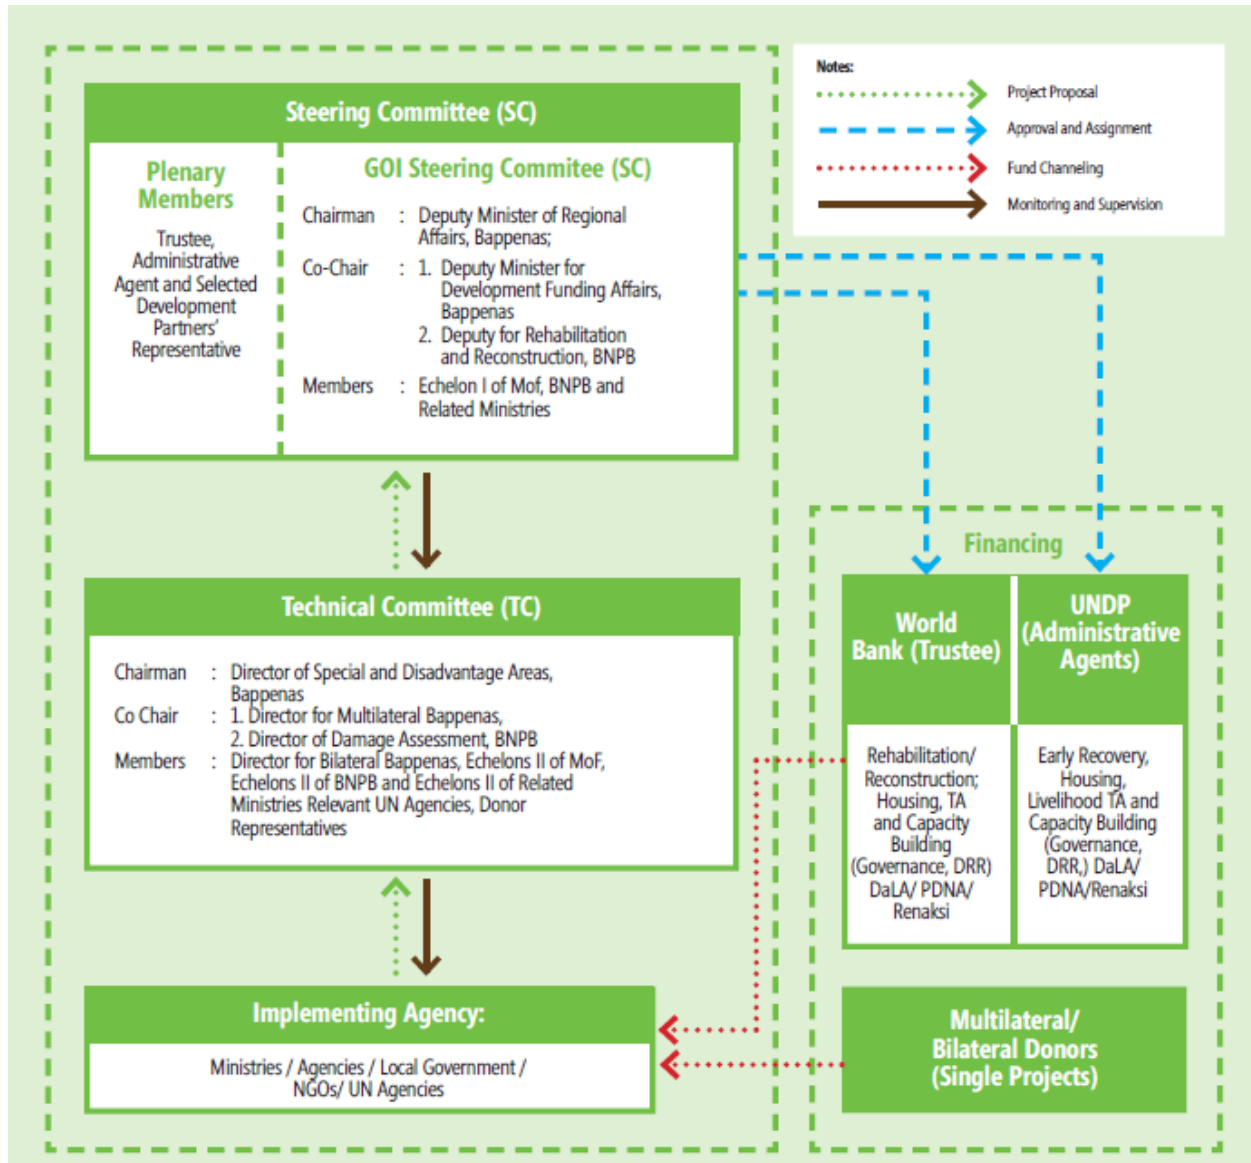 Notes:
Project Proposal
Approval and Assignment
Fund Channeling
Monitoring and Supervision
Steering Committee (SC)
Plenary
Members
Trustee,
Administrative
Agent and Selected
Development
Partners'
Representative
GOI Steering Commitee (SC)
Chairman : Deputy Minister of Regional
Affairs, Bappenas;
Co-Chair : 1. Deputy Minister for
Development Funding Affairs,
Bappenas
2. Deputy for Rehabilitation
and Reconstruction, BNPB
Members : Echelon I of Mof, BNPB and
Related Ministries
Technical Committee (TC)
Chairman : Director of Special and Disadvantage Areas,
Bappenas
Co Chair : 1. Director for Multilateral Bappenas,
2. Director of Damage Assessment, BNPB
Members : Director for Bilateral Bappenas, Echelons II of MoF,
Echelons II of BNPB and Echelons II of Related
Ministries Relevant UN Agencies, Donor
Representatives
Implementing Agency:
Ministries / Agencies / Local Government /
NGOs/ UN Agencies
Financing
World
Bank (Trustee)
Rehabilitation/
Reconstruction;
Housing, TA
and Capacity
Building
(Governance, DRR)
DaLA/ PDNA/
Renaksi
UNDP
(Administrative
Agents)
Early Recovery,
Housing,
Livelihood TA and
Capacity Building
(Governance,
DRR,) DaLA/
PDNA/Renaksi
Multilateral/
Bilateral Donors
(Single Projects)